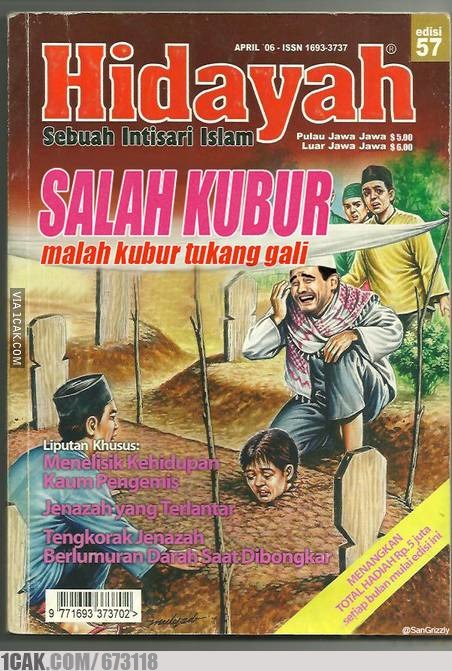 edisi
57
APRIL '06 - ISSN 1693-3737
Hidayah®
Sebuah Intisari Islam
Pulau Jawa Jawa $5.00
Luar Jawa Jawa $6.00
SALAH KUBUR
malah kubur tukang gali
VIA 1CAK.COM
Liputan Khusus:
Menelisik Kehidupan
Kaum Pengemis
Jenazah yang Terlantar
Tengkorak Jenazah
Berlumuran Darah Saat Dibongkar
MENANGKAN
TOTAL HADIAH Rp. 5 juta
setiap bulan mulai edisi ini
9 771693 373702 >
@SanGrizzly
1CAK.COM/673118